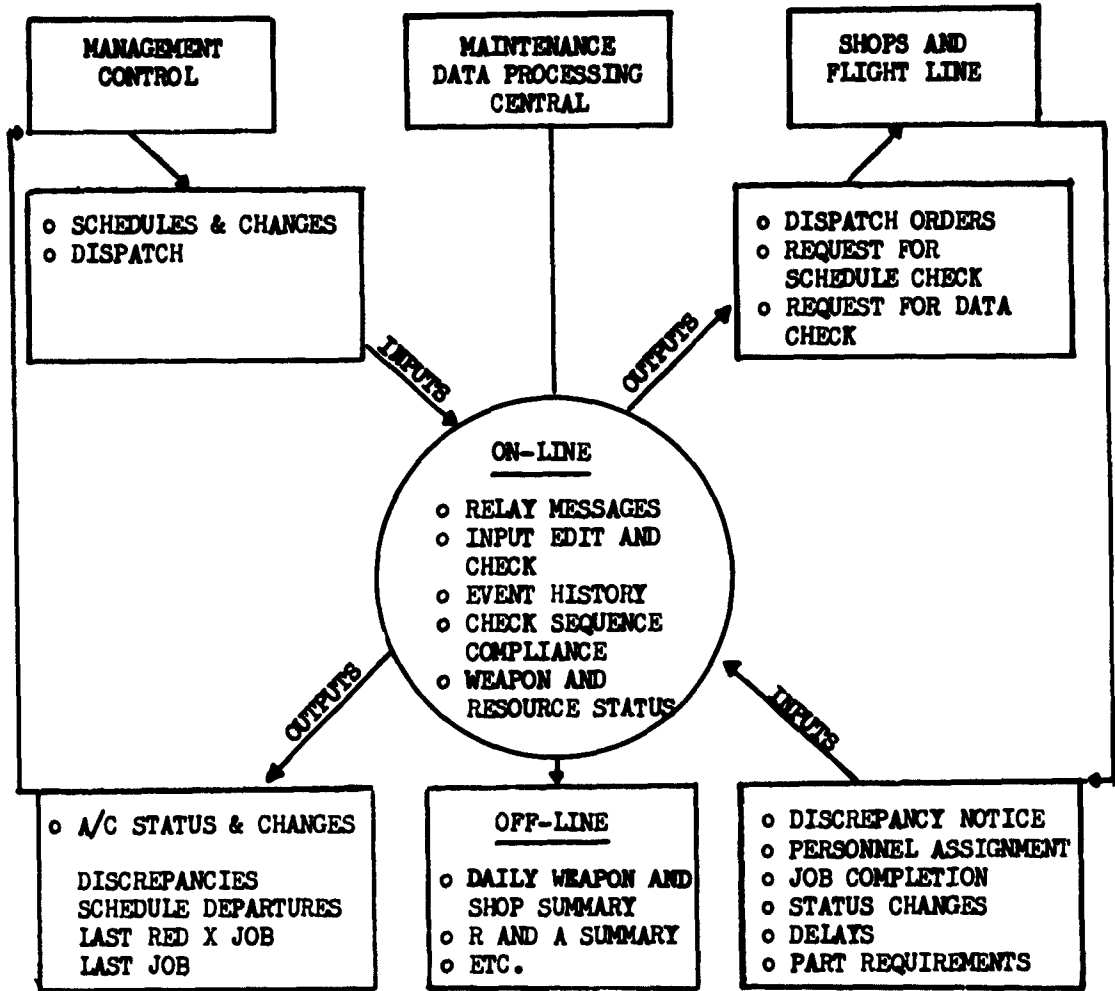 MANAGEMENT
CONTROL
MAINTENANCE
DATA PROCESSING
CENTRAL
SHOPS AND
FLIGHT LINE
o SCHEDULES & CHANGES
o DISPATCH
o DISPATCH ORDERS
o REQUEST FOR
SCHEDULE CHECK
o REQUEST FOR DATA
CHECK
INPUTS
OUTPUTS
ON-LINE
o RELAY MESSAGES
o INPUT EDIT AND
CHECK
o EVENT HISTORY
o CHECK SEQUENCE
COMPLIANCE
o WEAPON AND
RESOURCE STATUS
OUTPUTS
INPUTS
o A/C STATUS & CHANGES
DISCREPANCIES
SCHEDULE DEPARTURES
LAST RED X JOB
LAST JOB
OFF-LINE
o DAILY WEAPON AND
SHOP SUMMARY
o R AND A SUMMARY
o ETC.
o DISCREPANCY NOTICE
o PERSONNEL ASSIGNMENT
o JOB COMPLETION
o STATUS CHANGES
o DELAYS
o PART REQUIREMENTS